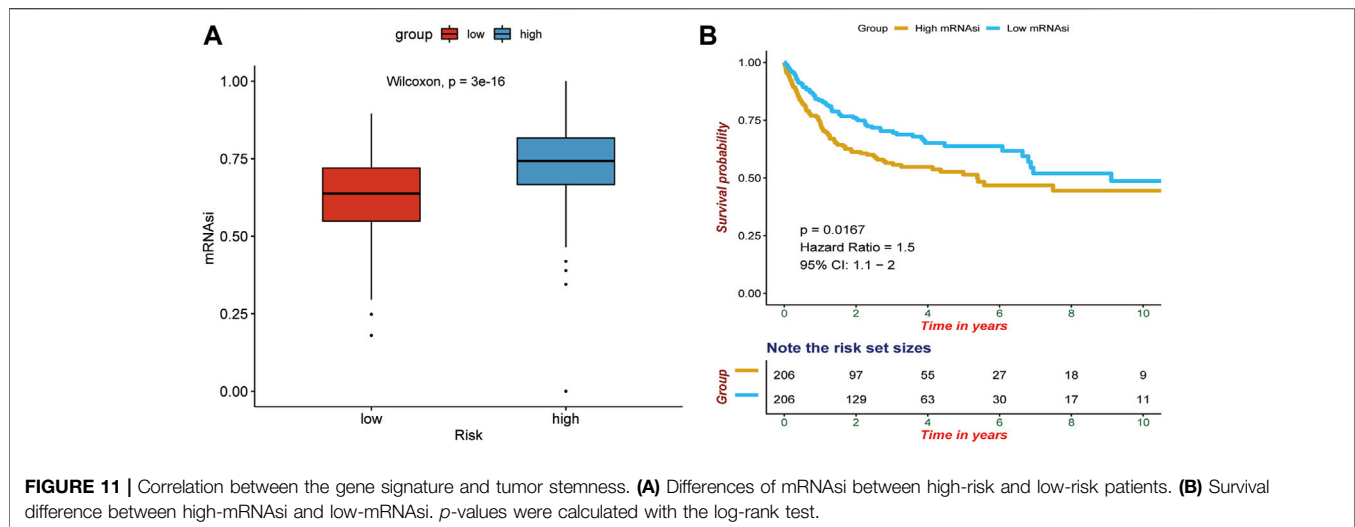 A
group low high
Wilcoxon, p = 3e-16
1.00
0.75
0.50
0.25
0.00
mRNAsi
low high
Risk
B
Group High mRNAsi Low mRNAsi
1.00
0.75
0.50
0.25
0.00
Survival probability
p = 0.0167
Hazard Ratio = 1.5
95% CI: 1.1 − 2
0 2 4 6 8 10
Time in years
Note the risk set sizes
Group
206 97 55 27 18 9
206 129 63 30 17 11
0 2 4 6 8 10
Time in years
FIGURE 11 | Correlation between the gene signature and tumor stemness. (A) Differences of mRNAsi between high-risk and low-risk patients. (B) Survival
difference between high-mRNAsi and low-mRNAsi. p-values were calculated with the log-rank test.